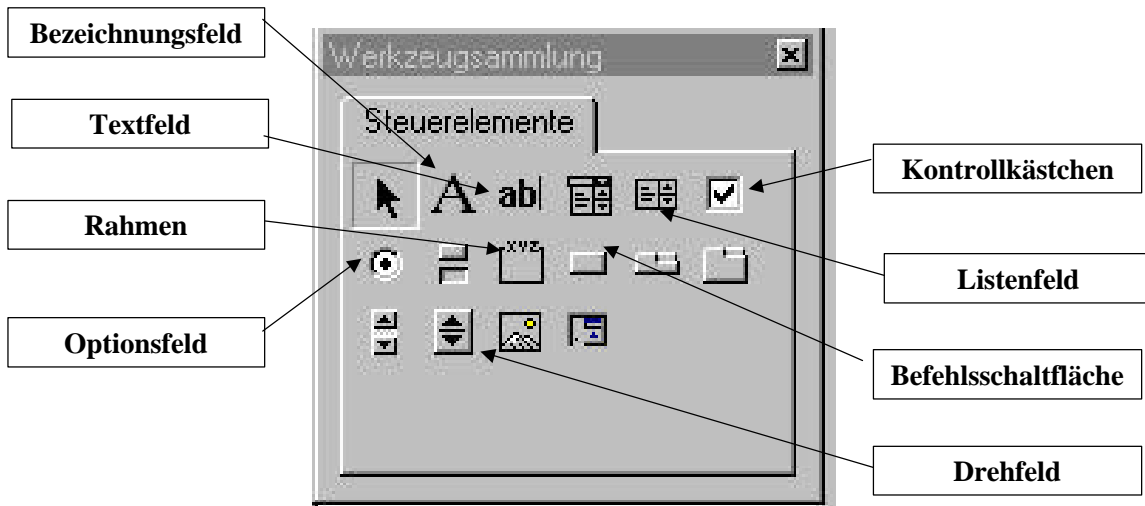 Bezeichnungsfeld
Werkzeugsammlung
Textfeld
Steuerelemente
Kontrollkästchen
A
ab
Rahmen
xyz
Listenfeld
Optionsfeld
Befehlsschaltfläche
Drehfeld